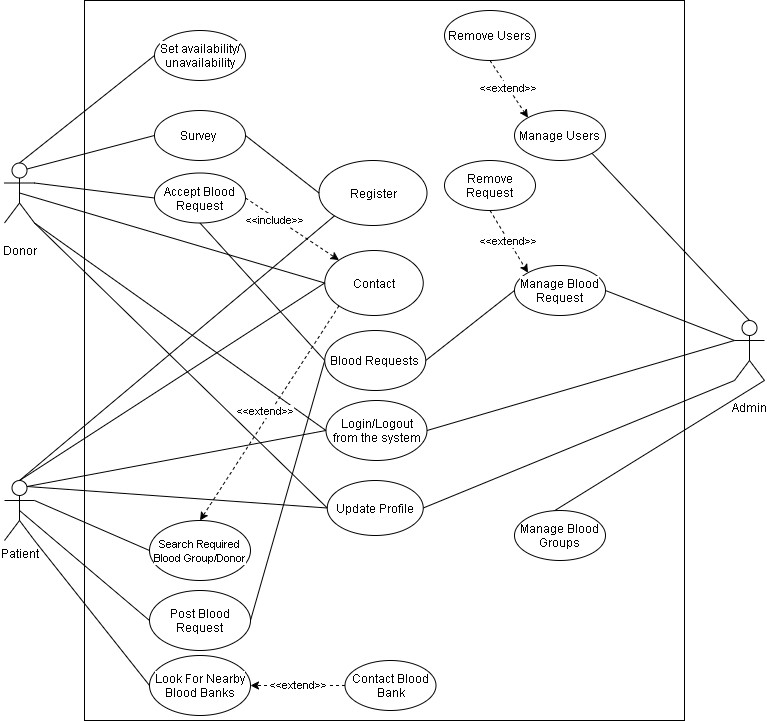 Remove Users
Set availability/
unavailability
<<extend>>
Survey
Manage Users
Accept Blood
Request
Register
Remove
Request
<<include>>
<<extend>>
Donor
Contact
Manage Blood
Request
Blood Requests
<<extend>>
Login/Logout
from the system
Admin
Update Profile
Manage Blood
Groups
Patient
Search Required
Blood Group/Donor
Post Blood
Request
Look For Nearby
Blood Banks
<<extend>>
Contact Blood
Bank